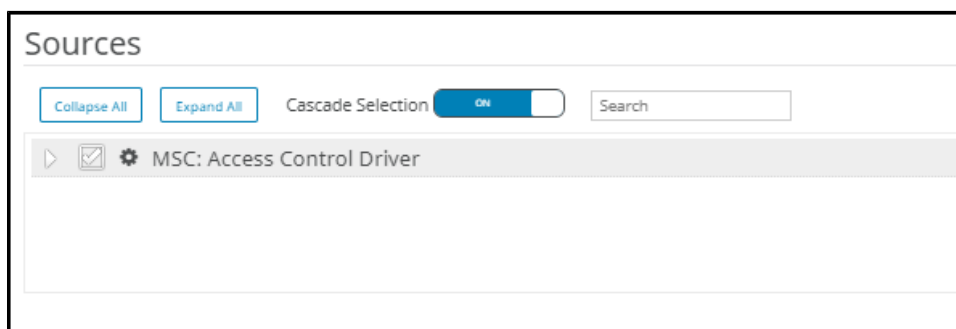 Sources
Collapse All Expand All Cascade Selection ON Search
MSC: Access Control Driver